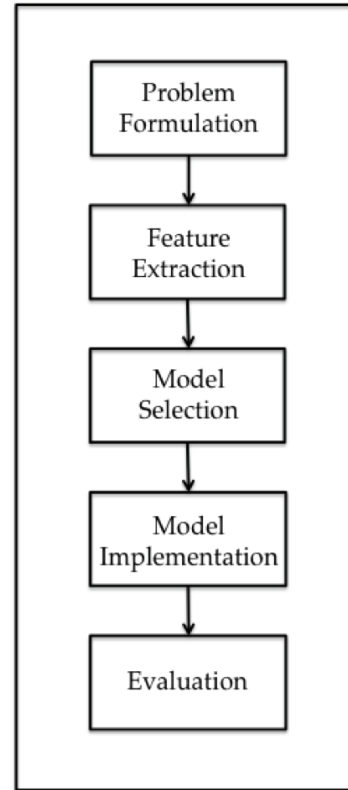 Problem
Formulation
Feature
Extraction
Model
Selection
Model
Implementation
Evaluation